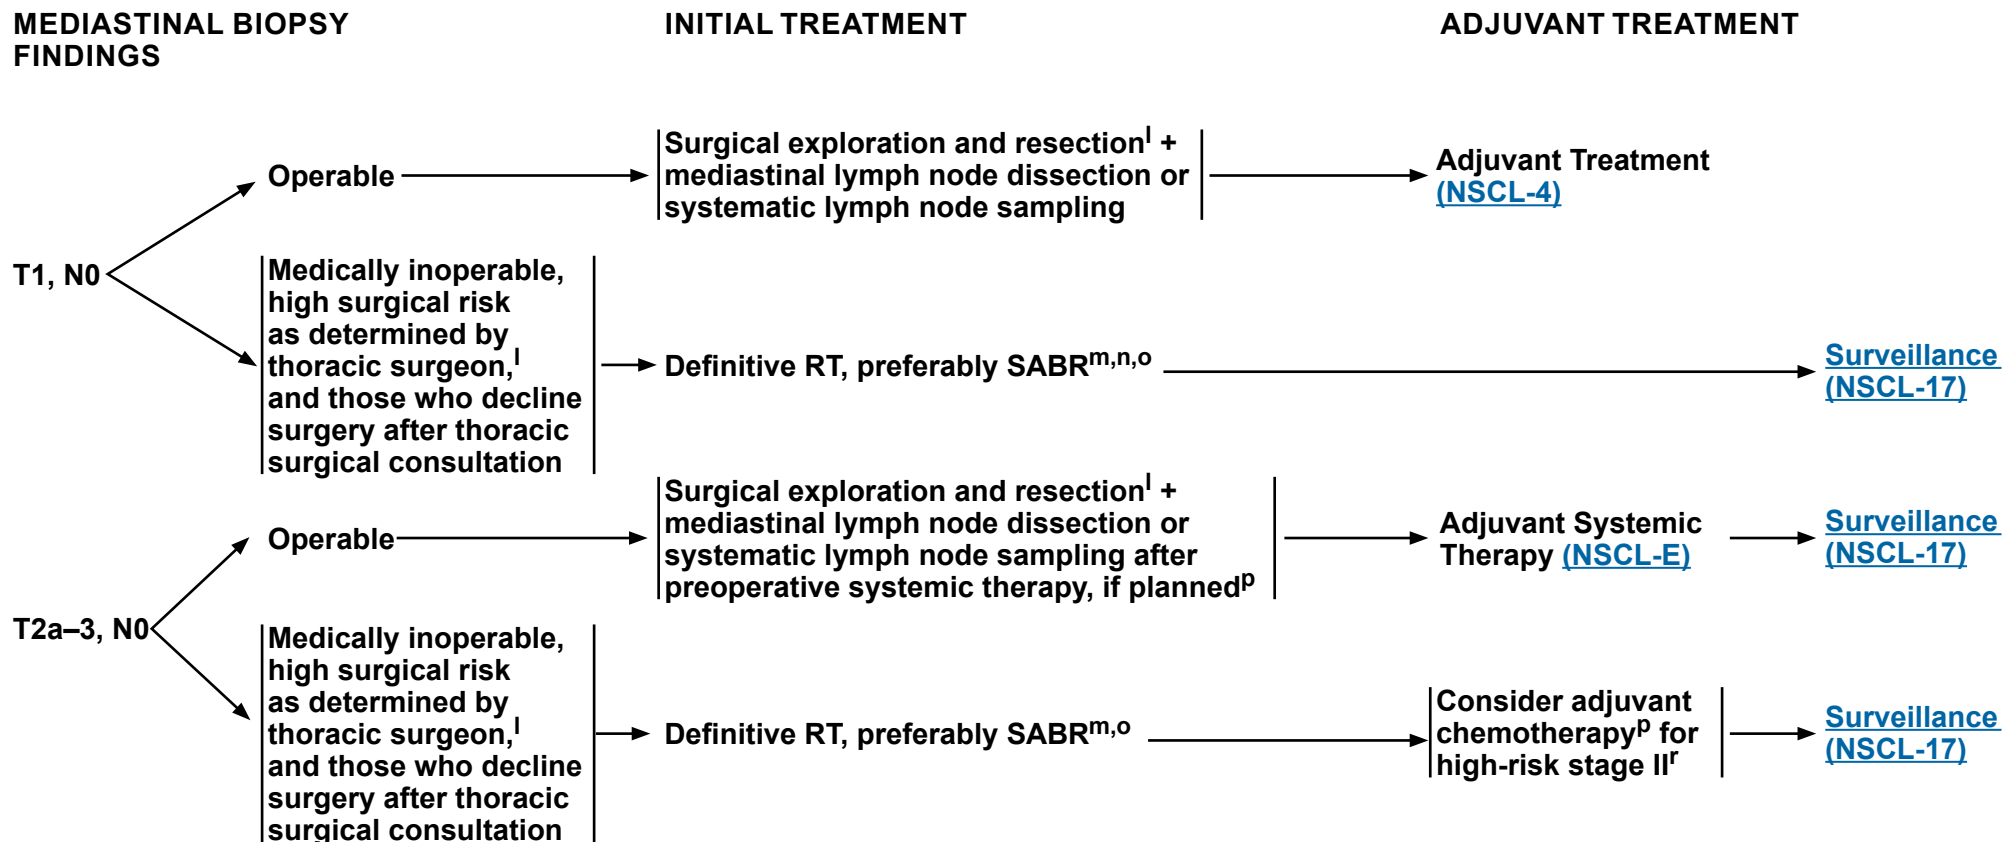 MEDIASTINAL BIOPSY
FINDINGS
INITIAL TREATMENT
ADJUVANT TREATMENT
T1, N0
Operable
Surgical exploration and resectionˡ +
mediastinal lymph node dissection or
systematic lymph node sampling
Adjuvant Treatment
(NSCL-4)
Medically inoperable,
high surgical risk
as determined by
thoracic surgeon,ˡ
and those who decline
surgery after thoracic
surgical consultation
Definitive RT, preferably SABRᵐ,ⁿ,ᵒ
Surveillance
(NSCL-17)
T2a–3, N0
Operable
Surgical exploration and resectionˡ +
mediastinal lymph node dissection or
systematic lymph node sampling after
preoperative systemic therapy, if plannedᵖ
Adjuvant Systemic
Therapy (NSCL-E)
Surveillance
(NSCL-17)
Medically inoperable,
high surgical risk
as determined by
thoracic surgeon,ˡ
and those who decline
surgery after thoracic
surgical consultation
Definitive RT, preferably SABRᵐ,ᵒ
Consider adjuvant
chemotherapyᵖ for
high-risk stage IIʳ
Surveillance
(NSCL-17)